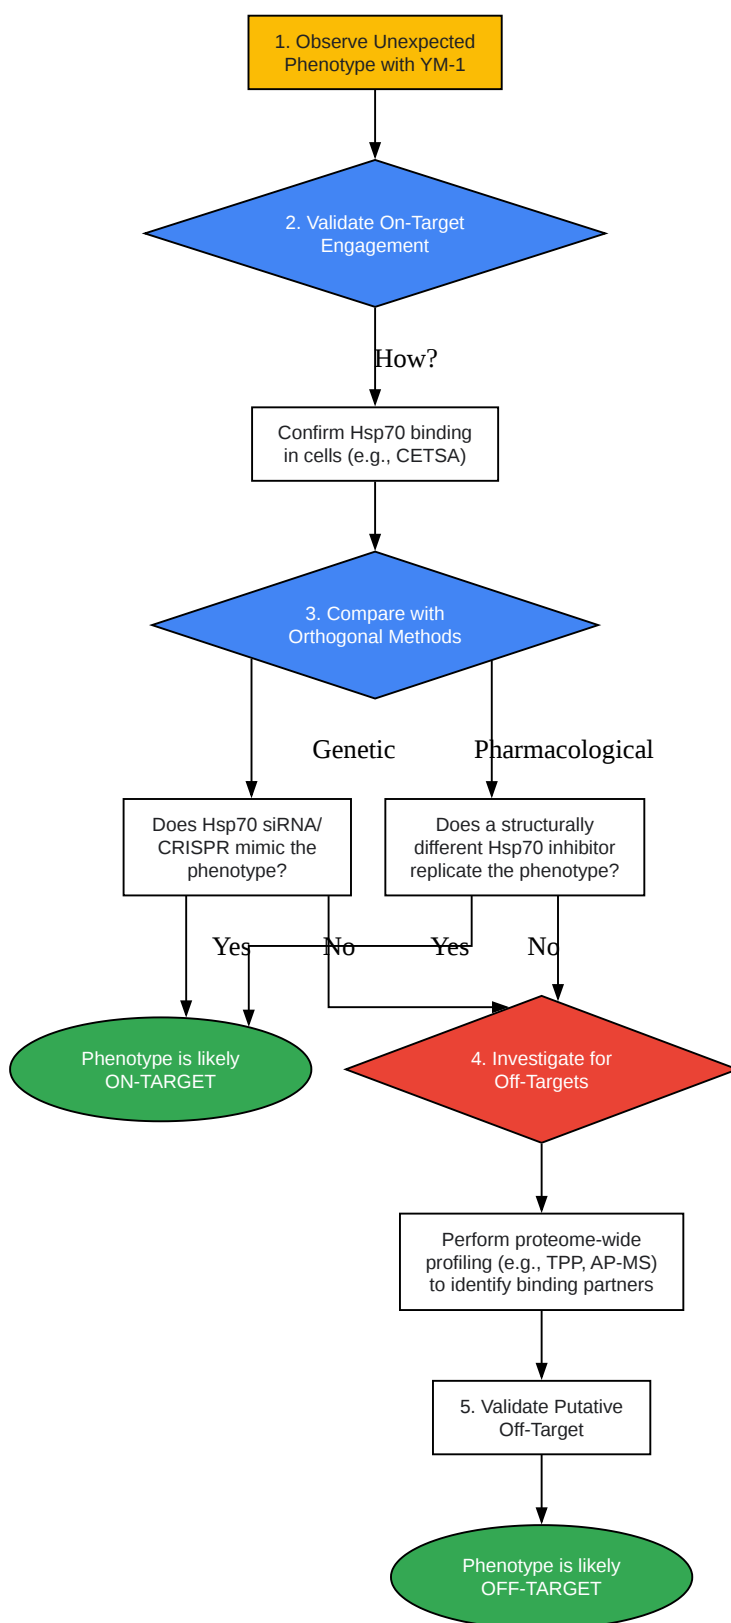 1. Observe Unexpected
Phenotype with YM-1
2. Validate On-Target
Engagement
How?
Confirm Hsp70 binding
in cells (e.g., CETSA)
3. Compare with
Orthogonal Methods
Genetic
Pharmacological
Does Hsp70 siRNA/
CRISPR mimic the
phenotype?
Does a structurally
different Hsp70 inhibitor
replicate the phenotype?
Yes
No
Yes
No
Phenotype is likely
ON-TARGET
4. Investigate for
Off-Targets
Perform proteome-wide
profiling (e.g., TPP, AP-MS)
to identify binding partners
5. Validate Putative
Off-Target
Phenotype is likely
OFF-TARGET